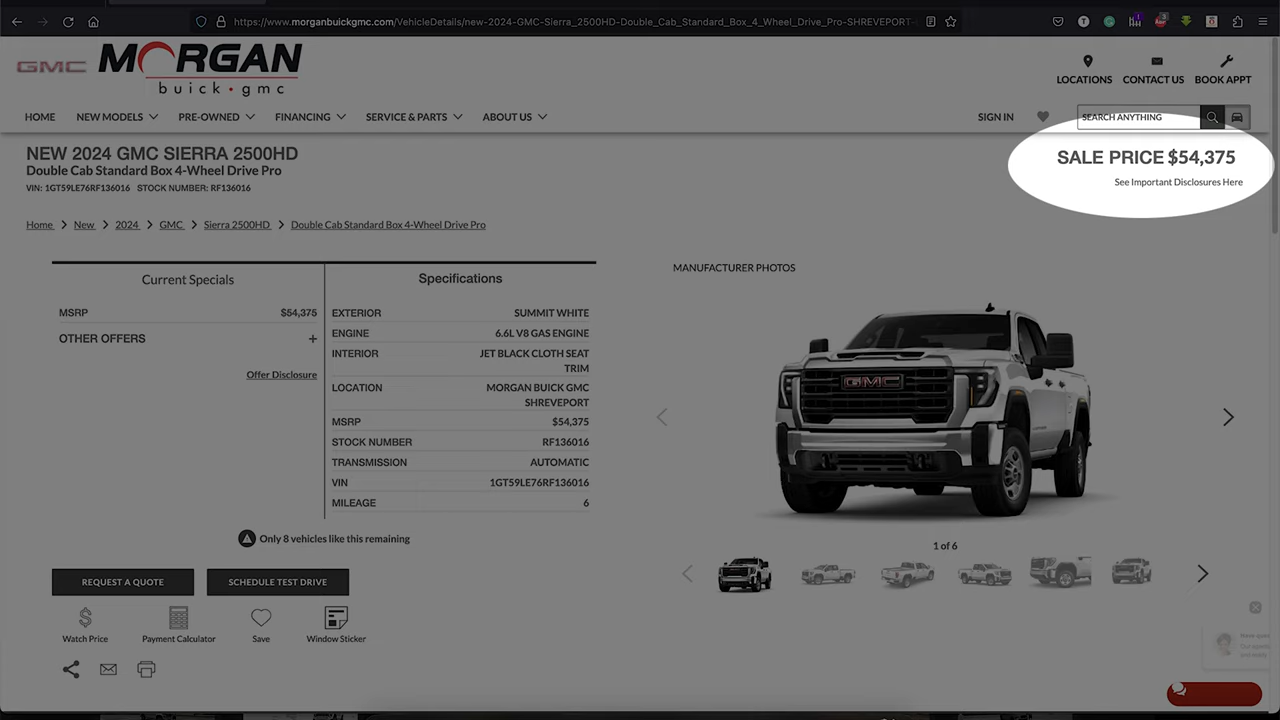 https://www.morganbuickgmc.com/VehicleDetails/new-2024-GMC-Sierra_2500HD-Double_Cab_Standard_Box_4_Wheel_Drive_Pro-SHREVEPORT-
GMC MORGAN
buick • gmc
LOCATIONS CONTACT US BOOK APPT
HOME NEW MODELS PRE-OWNED FINANCING SERVICE & PARTS ABOUT US SIGN IN SEARCH ANYTHING
NEW 2024 GMC SIERRA 2500HD
Double Cab Standard Box 4-Wheel Drive Pro
VIN: 1GT59LE76RF136016 STOCK NUMBER: RF136016
SALE PRICE $54,375
See Important Disclosures Here
Home > New > 2024 > GMC > Sierra 2500HD > Double Cab Standard Box 4-Wheel Drive Pro
Current Specials
MSRP $54,375
OTHER OFFERS +
Offer Disclosure
Specifications
EXTERIOR SUMMIT WHITE
ENGINE 6.6L V8 GAS ENGINE
INTERIOR JET BLACK CLOTH SEAT
TRIM
LOCATION MORGAN BUICK GMC
SHREVEPORT
MSRP $54,375
STOCK NUMBER RF136016
TRANSMISSION AUTOMATIC
VIN 1GT59LE76RF136016
MILEAGE 6
Only 8 vehicles like this remaining
REQUEST A QUOTE SCHEDULE TEST DRIVE
Watch Price Payment Calculator Save Window Sticker
MANUFACTURER PHOTOS
GMC
1 of 6